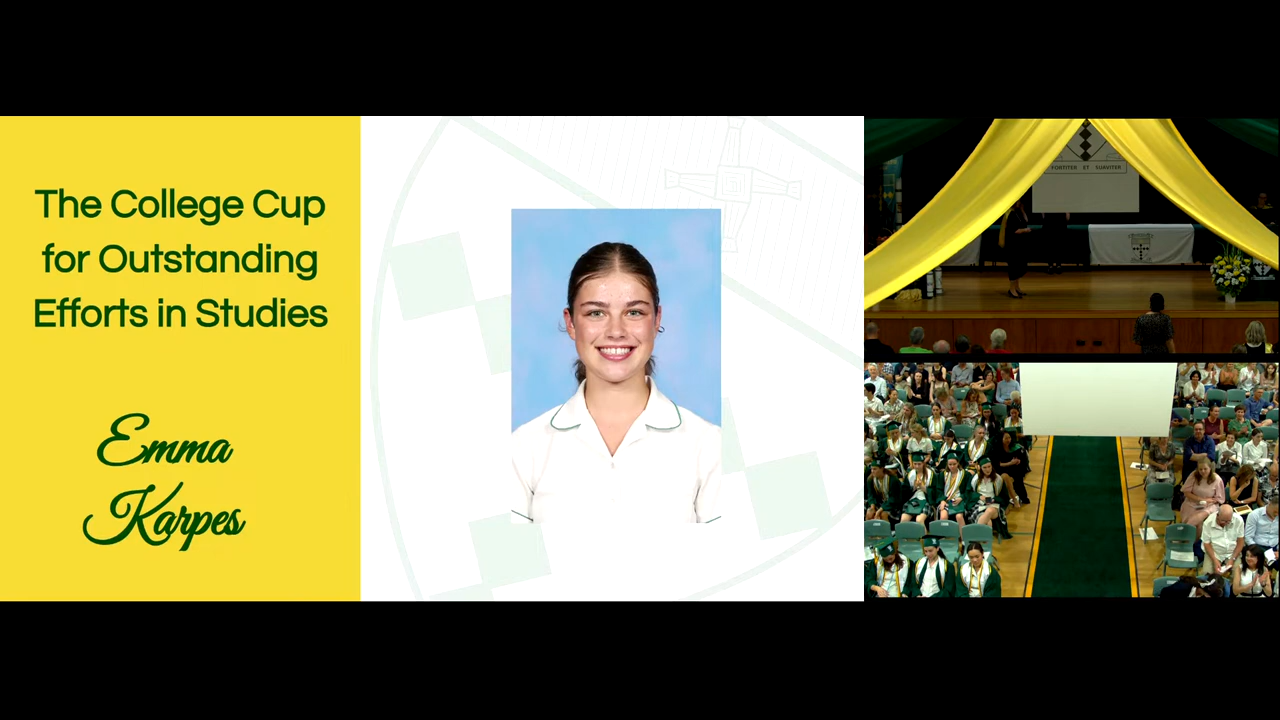 The College Cup
for Outstanding
Efforts in Studies
Emma
Karpes
FORTITER ET SUAVITER